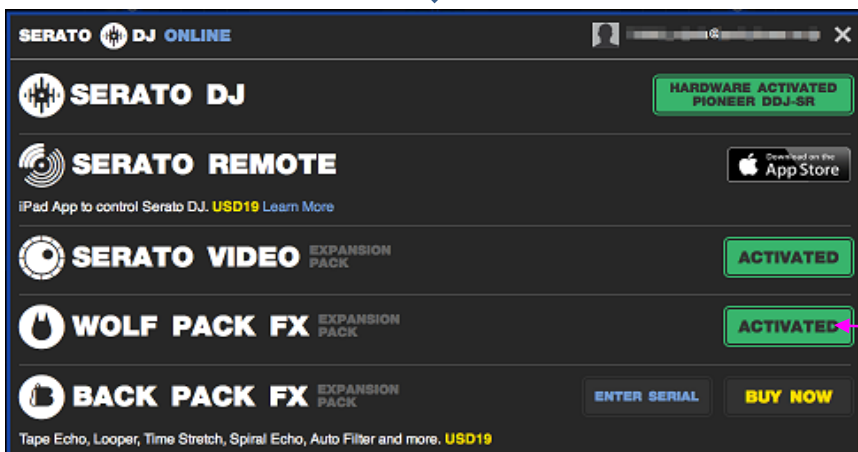 SERATO DJ ONLINE
SERATO DJ
HARDWARE ACTIVATED
PIONEER DDJ-SR
SERATO REMOTE
Download on the
App Store
iPad App to control Serato DJ. USD19 Learn More
SERATO VIDEO EXPANSION PACK
ACTIVATED
WOLF PACK FX EXPANSION PACK
ACTIVATED
BACK PACK FX EXPANSION PACK
ENTER SERIAL
BUY NOW
Tape Echo, Looper, Time Stretch, Spiral Echo, Auto Filter and more. USD19